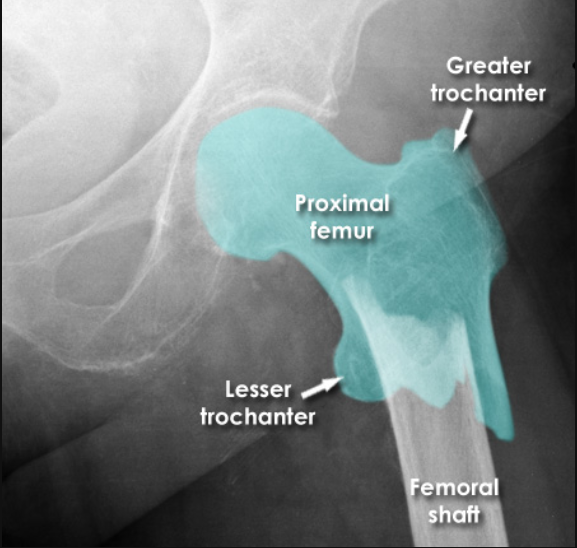 Greater
trochanter
Proximal
femur
Lesser
trochanter
Femoral
shaft